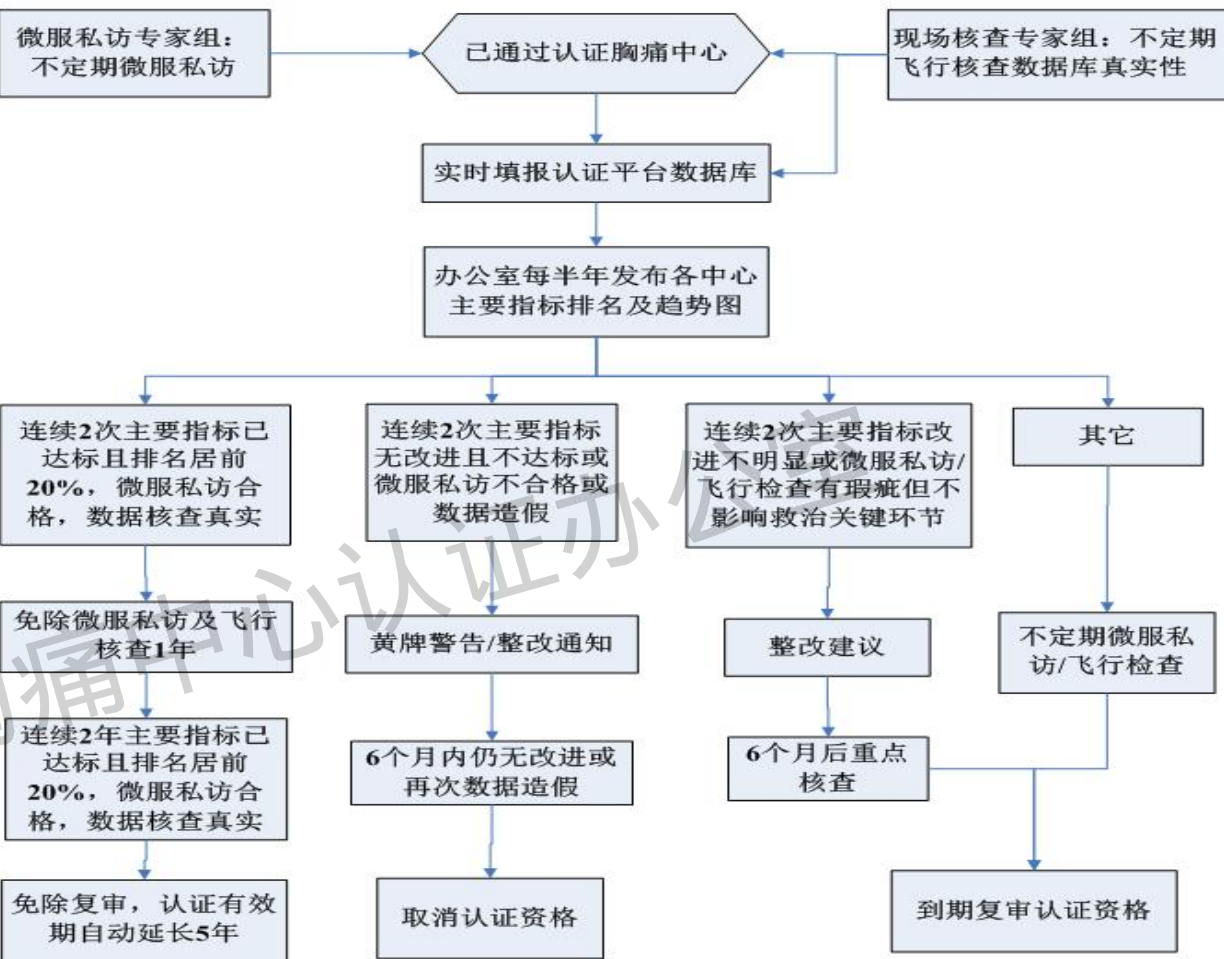 微服私访专家组：
不定期微服私访
已通过认证胸痛中心
现场核查专家组：不定期
飞行核查数据库真实性
实时填报认证平台数据库
办公室每半年发布各中心
主要指标排名及趋势图
连续2次主要指标已
达标且排名居前
20%，微服私访合
格，数据核查真实
连续2次主要指标
无改进且不达标或
微服私访不合格或
数据造假
连续2次主要指标改
进不明显或微服私访/
飞行检查有瑕疵但不
影响救治关键环节
其它
免除微服私访及飞行
核查1年
黄牌警告/整改通知
整改建议
不定期微服私
访/飞行检查
连续2年主要指标已
达标且排名居前
20%，微服私访合
格，数据核查真实
6个月内仍无改进或
再次数据造假
6个月后重点
核查
免除复审，认证有效
期自动延长5年
取消认证资格
到期复审认证资格
痛中心认证办公室